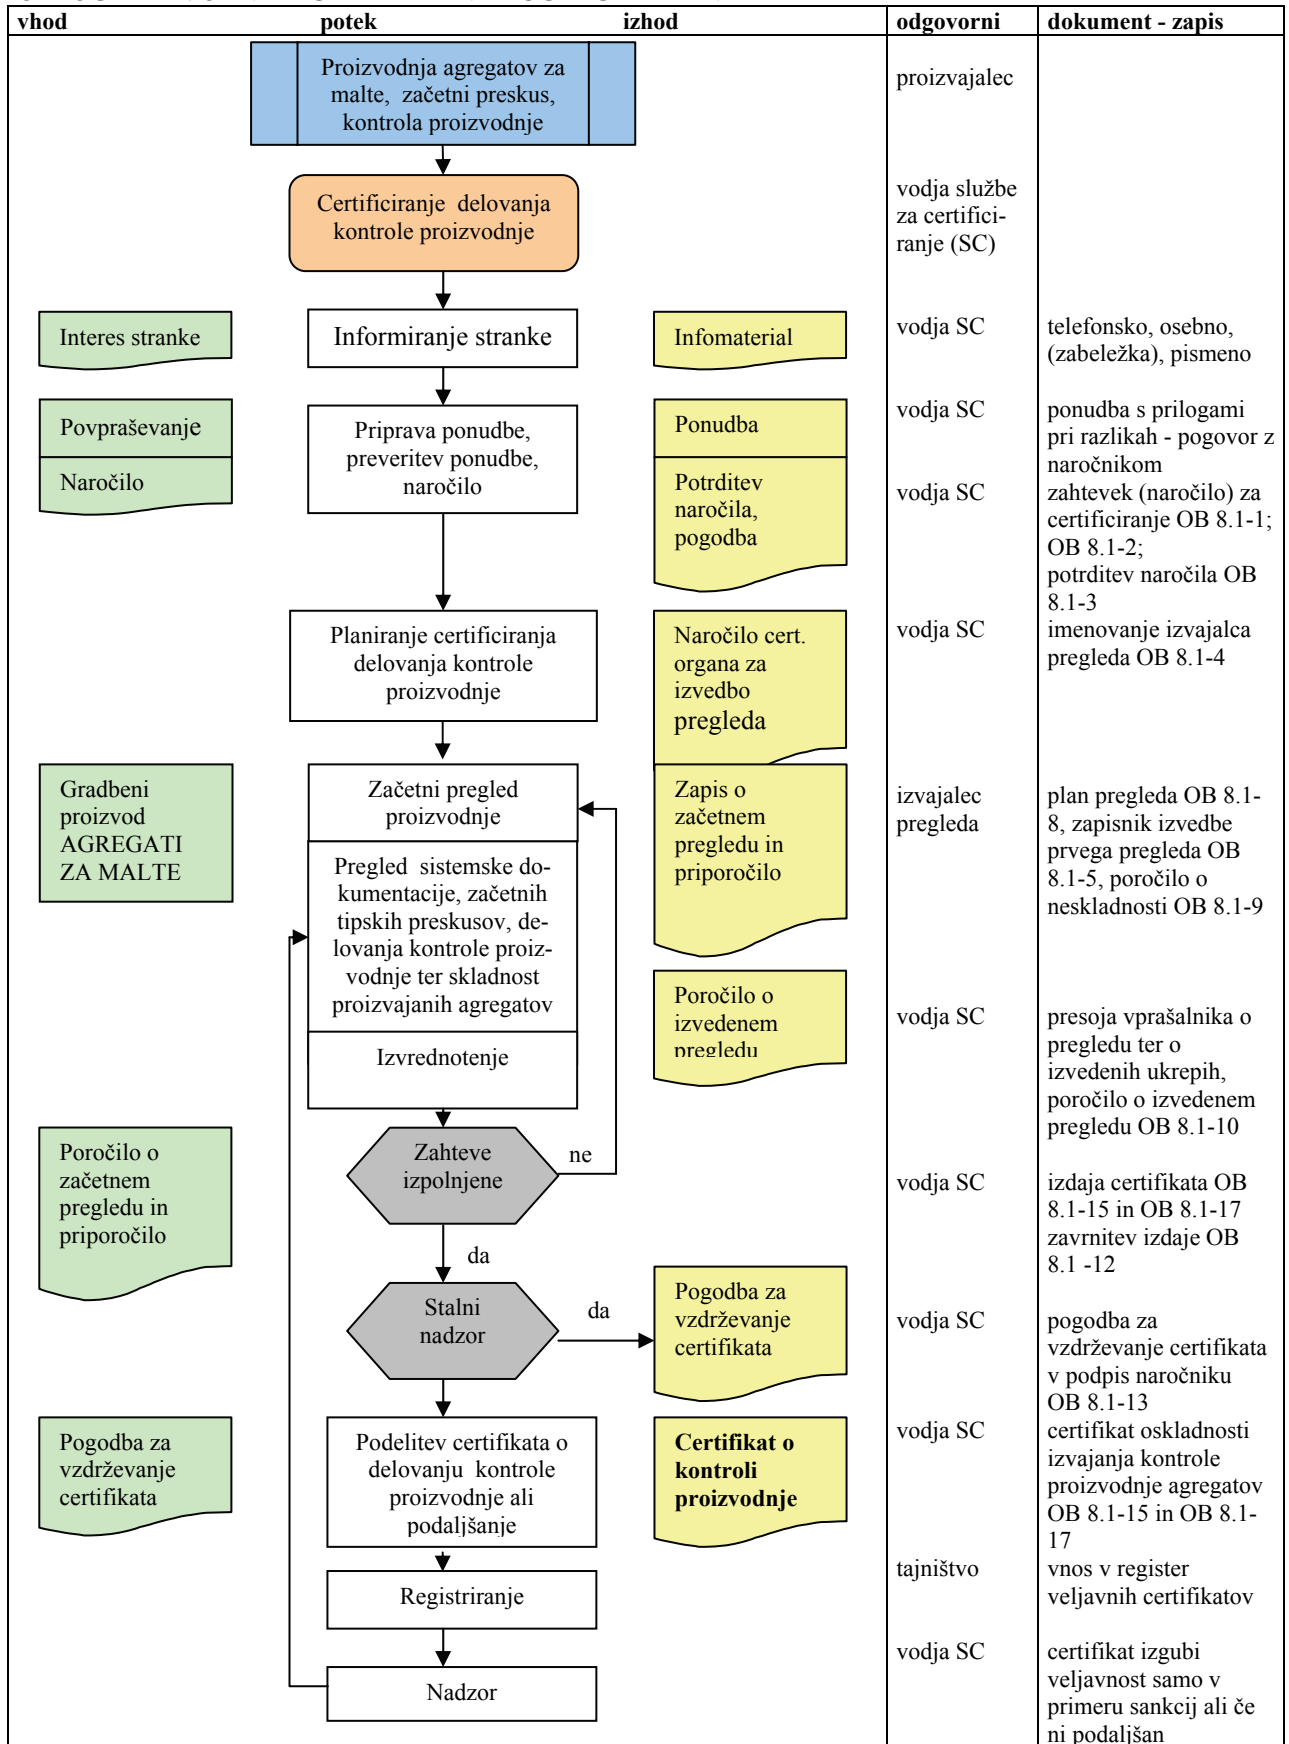 vhod potek izhod odgovorni dokument - zapis
Proizvodnja agregatov za
malte, začetni preskus,
kontrola proizvodnje
proizvajalec
Certificiranje delovanja
kontrole proizvodnje
vodja službe
za certifici-
ranje (SC)
Interes stranke
Informiranje stranke
Infomaterial
vodja SC
telefonsko, osebno,
(zabeležka), pismeno
Povpraševanje
Naročilo
Priprava ponudbe,
preveritev ponudbe,
naročilo
Ponudba
Potrditev
naročila,
pogodba
vodja SC
ponudba s prilogami
pri razlikah - pogovor z
naročnikom
vodja SC
zahtevek (naročilo) za
certificiranje OB 8.1-1;
OB 8.1-2;
potrditev naročila OB
8.1-3
Planiranje certificiranja
delovanja kontrole
proizvodnje
Naročilo cert.
organa za
izvedbo
pregleda
vodja SC
imenovanje izvajalca
pregleda OB 8.1-4
Gradbeni
proizvod
AGREGATI
ZA MALTE
Začetni pregled
proizvodnje
Pregled sistemske do-
kumentacije, začetnih
tipskih preskusov, de-
lovanja kontrole proiz-
vodnje ter skladnost
proizvajanih agregatov
Izvrednotenje
Zapis o
začetnem
pregledu in
priporočilo
izvajalec
pregleda
plan pregleda OB 8.1-
8, zapisnik izvedbe
prvega pregleda OB
8.1-5, poročilo o
neskladnosti OB 8.1-9
Poročilo o
izvedenem
pregledu
vodja SC
presoja vprašalnika o
pregledu ter o
izvedenih ukrepih,
poročilo o izvedenem
pregledu OB 8.1-10
Poročilo o
začetnem
pregledu in
priporočilo
Zahteve
izpolnjene
ne
da
vodja SC
izdaja certifikata OB
8.1-15 in OB 8.1-17
zavrnitev izdaje OB
8.1 -12
Stalni
nadzor
da
Pogodba za
vzdrževanje
certifikata
vodja SC
pogodba za
vzdrževanje certifikata
v podpis naročniku
OB 8.1-13
Pogodba za
vzdrževanje
certifikata
Podelitev certifikata o
delovanju kontrole
proizvodnje ali
podaljšanje
Certifikat o
kontroli
proizvodnje
vodja SC
certifikat oskladnosti
izvajanja kontrole
proizvodnje agregatov
OB 8.1-15 in OB 8.1-
17
Registriranje
tajništvo
vnos v register
veljavnih certifikatov
Nadzor
vodja SC
certifikat izgubi
veljavnost samo v
primeru sankcij ali če
ni podaljšan